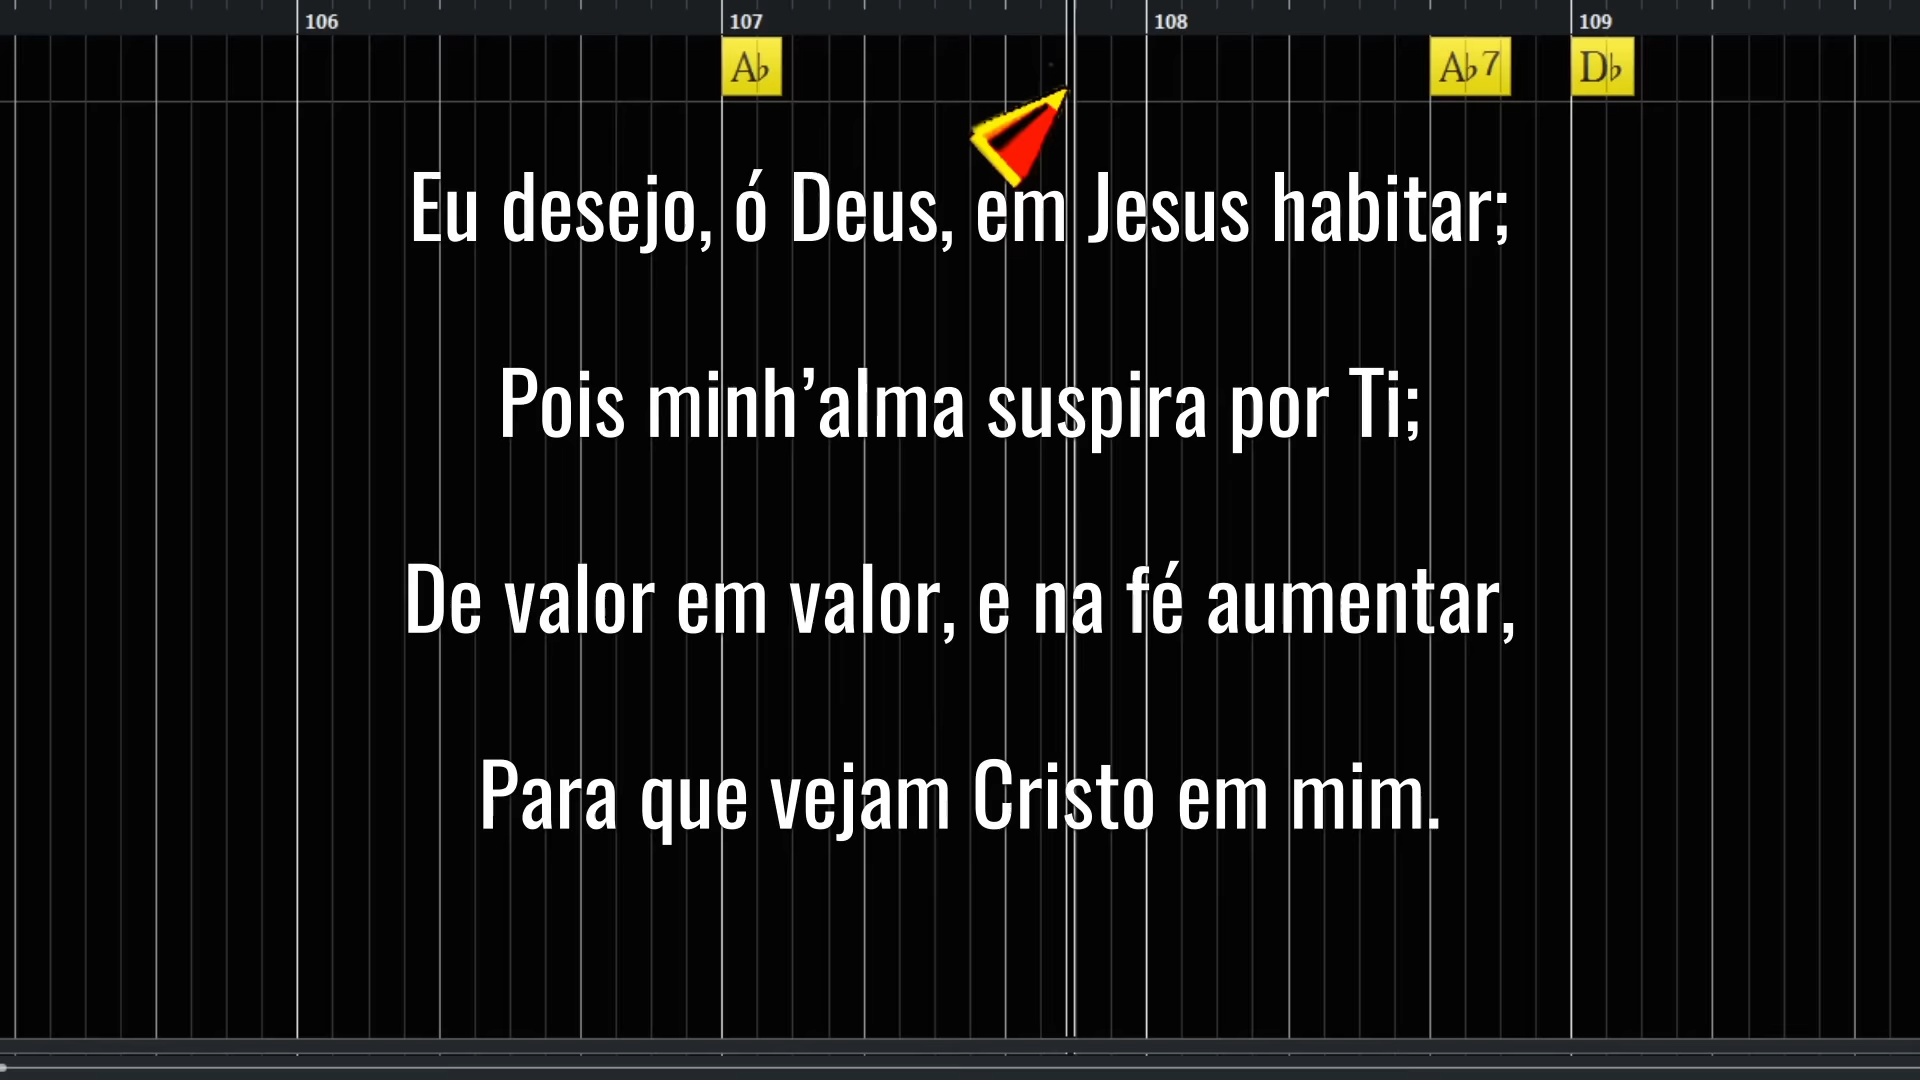 106 107 108 109
A♭ A♭7 D♭
Eu desejo, ó Deus, em Jesus habitar;
Pois minh’alma suspira por Ti;
De valor em valor, e na fé aumentar,
Para que vejam Cristo em mim.